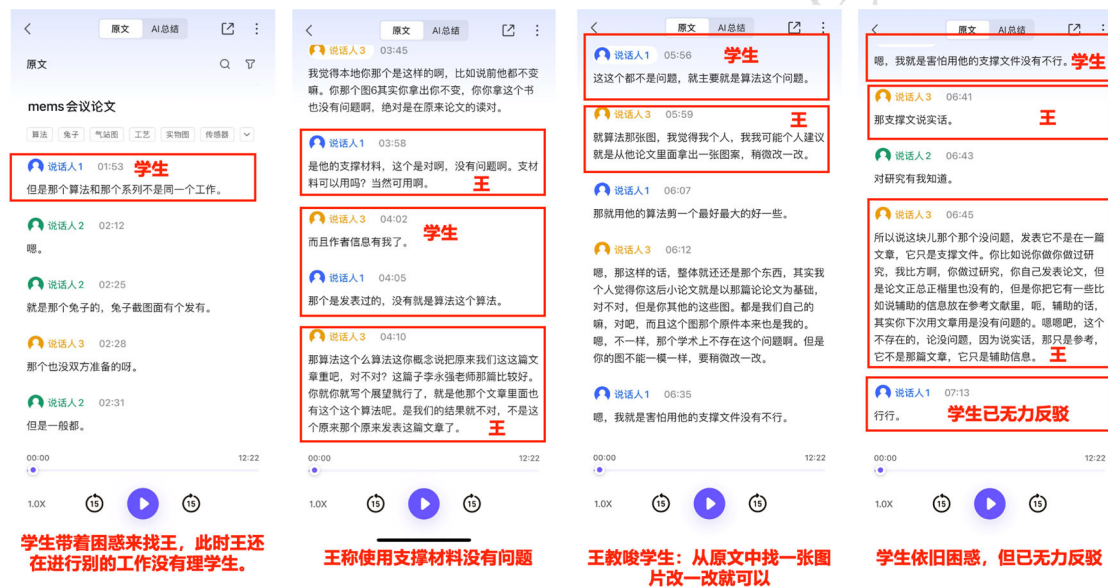 原文 AI总结
原文
mems会议论文
算法 兔子 气站图 工艺 实物图 传感器
说话人1 01:53 学生
但是那个算法和那个系列不是同一个工作。
说话人2 02:12
嗯。
说话人2 02:25
就是那个兔子的，兔子截图面有个发有。
说话人3 02:28
那个也没双方准备的呀。
说话人2 02:31
但是一般都。
00:00 12:22
1.0X 15 15
学生带着困惑来找王，此时王还
在进行别的工作没有理学生。
原文 AI总结
说话人3 03:45
我觉得本地你那个是这样的啊，比如说前他都不变
嘛。你那个图6其实你拿出你不变，你你拿这个书
也没有问题啊，绝对是在原来论文的读对。
说话人1 03:58
是他的支撑材料，这个是对啊，没有问题啊。支材
料可以用吗？当然可用啊。
王
说话人3 04:02
而且作者信息有我了。
学生
说话人1 04:05
那个是发表过的，没有就是算法这个算法。
说话人3 04:10
那算法这个么算法这你概念说把原来我们这这篇文
章重吧，对不对？这篇子李永强老师那篇比较好。
你就你就写个展望就行了，就是他那个文章里面也
有这个这个算法呢。是我们的结果就不对，不是这
个原来那个原来发表这篇文章了。
王
00:00 12:22
1.0X 15 15
王称使用支撑材料没有问题
原文 AI总结
说话人1 05:56 学生
这这个都不是问题，就主要就是算法这个问题。
说话人3 05:59 王
就算法那张图，我觉得我个人，我我可能个人建议
就是从他论文里面拿出一张图案，稍微改一改。
说话人1 06:07
那就用他的算法剪一个最好最大的好一些。
说话人3 06:12
嗯，那这样的话，整体就还还是那个东西，其实我
个人觉得你这后小论文就是以那篇论论文为基础，
对不对，但是你其他的这些图。都是我们自己的
嘛，对吧，而且这个图那个原件本来也是我的。
嗯，不一样，那个学术上不存在这个问题啊。但是
你的图不能一模一样，要稍微改一改。
说话人1 06:35
嗯，我就是害怕用他的支撑文件没有不行。
00:00 12:22
1.0X 15 15
王教唆学生：从原文中找一张图
片改一改就可以
原文 AI总结
嗯，我就是害怕用他的支撑文件没有不行。
学生
说话人3 06:41
那支撑文说实话。
王
说话人2 06:43
对研究有我知道。
说话人3 06:45
所以说这块儿那个那个没问题，发表它不是在一篇
文章，它只是支撑文件。你比如说你做你做过研
究，我比方啊，你做过研究，你自己发表论文，但
是论文正总正楷里也没有的，但是你把它有一些比
如说辅助的信息放在参考文献里，呃，辅助的话，
其实你下次用文章用是没有问题的。嗯嗯吧，这个
不存在的，论没问题，因为说实话，那只是参考，
它不是那篇文章，它只是辅助信息。
王
说话人1 07:13
行行。
学生已无力反驳
00:00 12:22
1.0X 15 15
学生依旧困惑，但已无力反驳